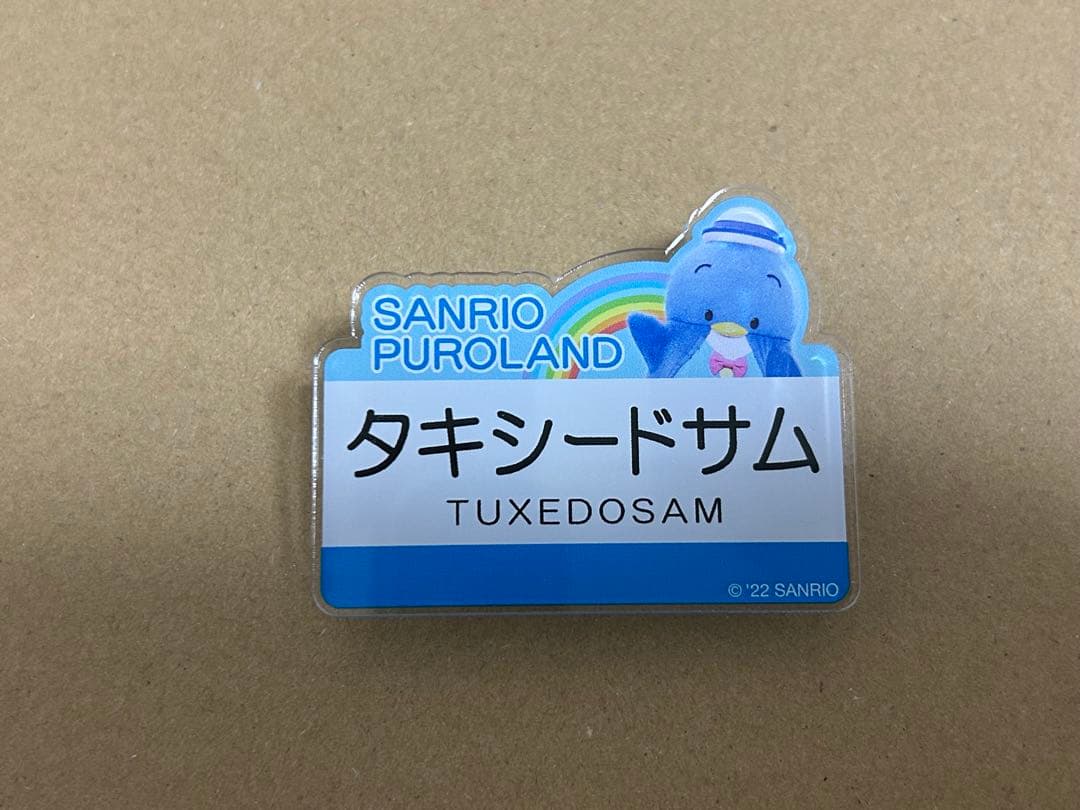 SANRIO
PUROLAND
タキシードサム
TUXEDOSAM
© '22 SANRIO